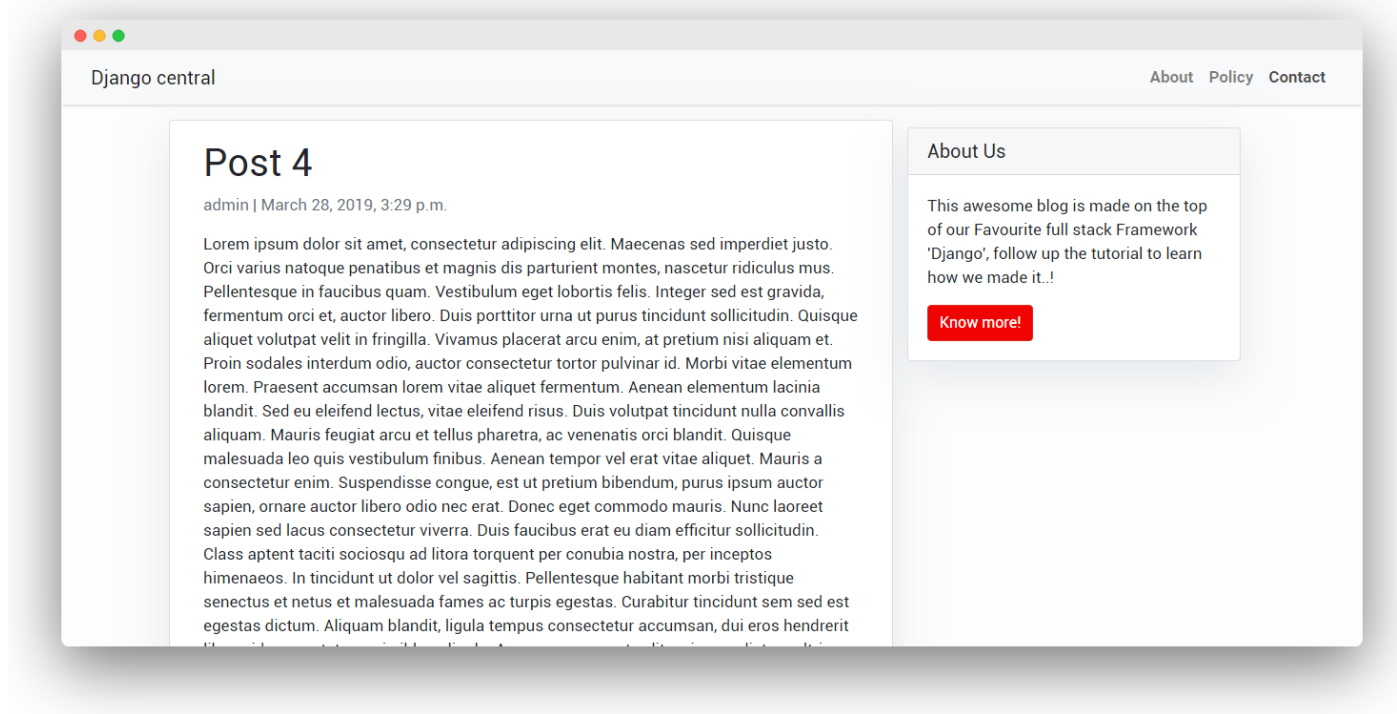 Django central
About Policy Contact
Post 4
admin | March 28, 2019, 3:29 p.m.
Lorem ipsum dolor sit amet, consectetur adipiscing elit. Maecenas sed imperdiet justo.
Orci varius natoque penatibus et magnis dis parturient montes, nascetur ridiculus mus.
Pellentesque in faucibus quam. Vestibulum eget lobortis felis. Integer sed est gravida,
fermentum orci et, auctor libero. Duis porttitor urna ut purus tincidunt sollicitudin. Quisque
aliquet volutpat velit in fringilla. Vivamus placerat arcu enim, at pretium nisi aliquam et.
Proin sodales interdum odio, auctor consectetur tortor pulvinar id. Morbi vitae elementum
lorem. Praesent accumsan lorem vitae aliquet fermentum. Aenean elementum lacinia
blandit. Sed eu eleifend lectus, vitae eleifend risus. Duis volutpat tincidunt nulla convallis
aliquam. Mauris feugiat arcu et tellus pharetra, ac venenatis orci blandit. Quisque
malesuada leo quis vestibulum finibus. Aenean tempor vel erat vitae aliquet. Mauris a
consectetur enim. Suspendisse congue, est ut pretium bibendum, purus ipsum auctor
sapien, ornare auctor libero odio nec erat. Donec eget commodo mauris. Nunc laoreet
sapien sed lacus consectetur viverra. Duis faucibus erat eu diam efficitur sollicitudin.
Class aptent taciti sociosqu ad litora torquent per conubia nostra, per inceptos
himenaeos. In tincidunt ut dolor vel sagittis. Pellentesque habitant morbi tristique
senectus et netus et malesuada fames ac turpis egestas. Curabitur tincidunt sem sed est
egestas dictum. Aliquam blandit, ligula tempus consectetur accumsan, dui eros hendrerit
About Us
This awesome blog is made on the top
of our Favourite full stack Framework
'Django', follow up the tutorial to learn
how we made it..!
Know more!